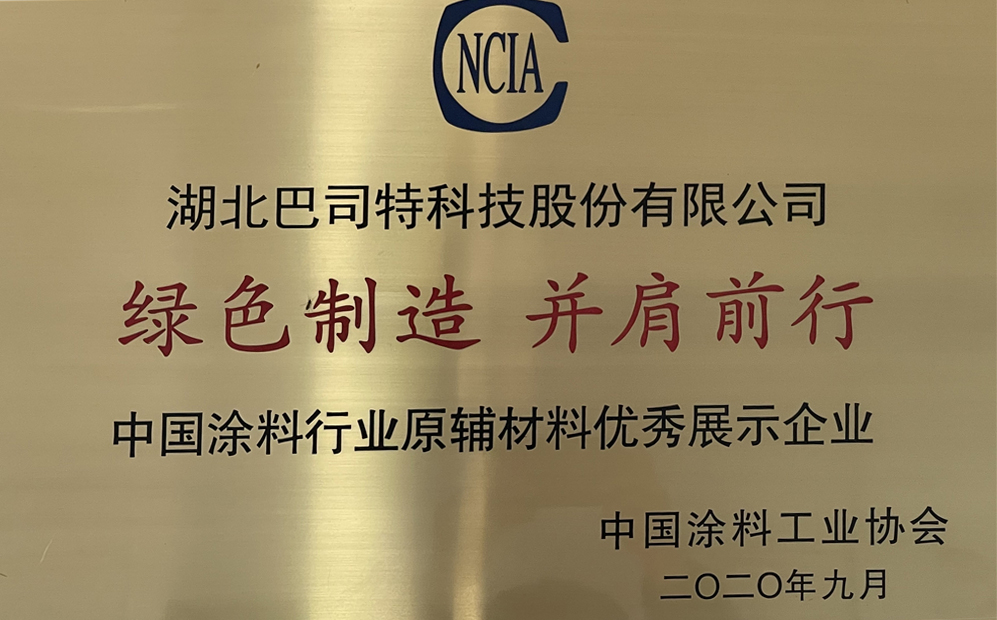 NCIA
湖北巴司特科技股份有限公司
绿色制造 并肩前行
中国涂料行业原辅材料优秀展示企业
中国涂料工业协会
二〇二〇年九月